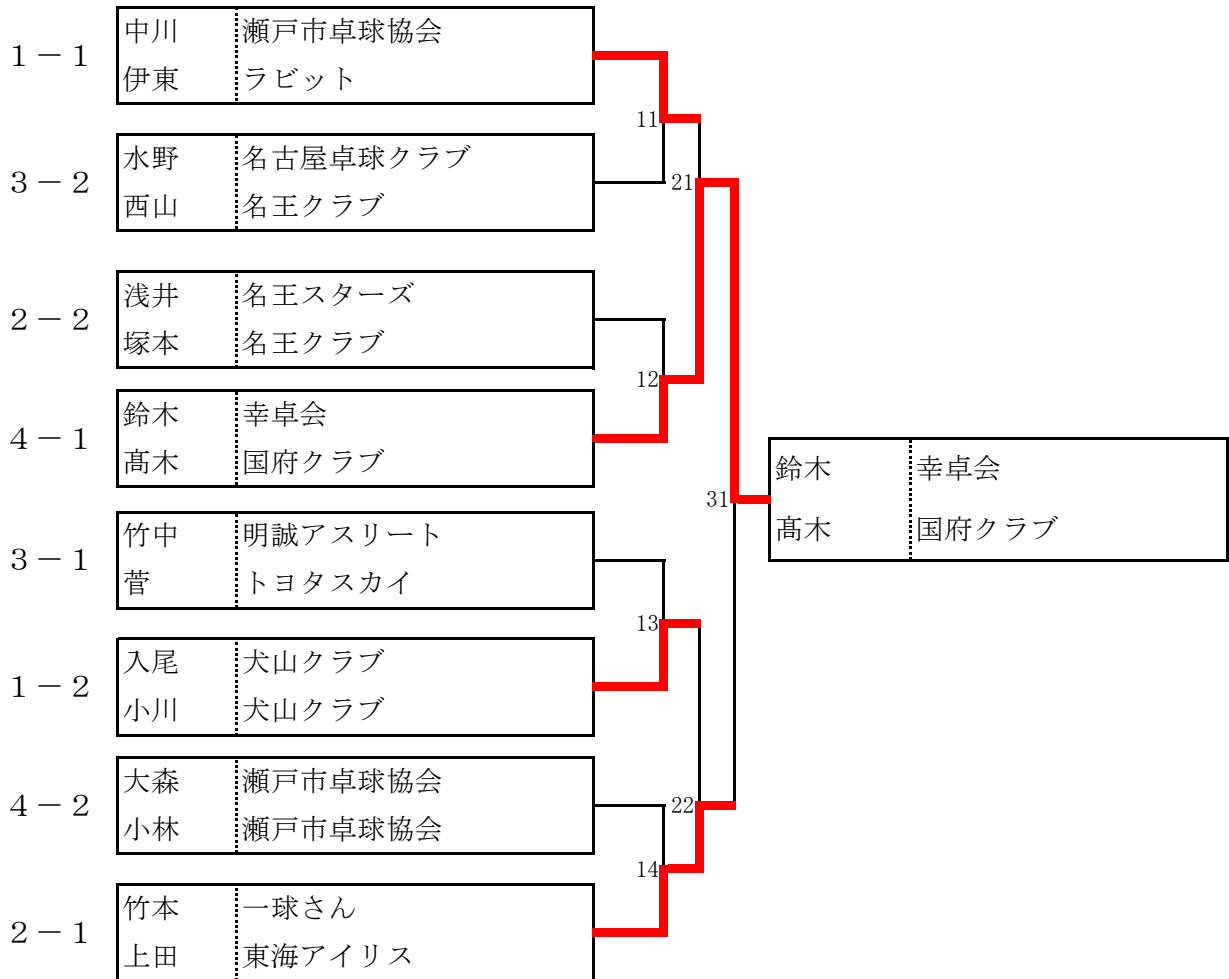 1－1
中川 瀬戸市卓球協会
伊東 ラビット
3－2
水野 名古屋卓球クラブ
西山 名王クラブ
2－2
浅井 名王スターズ
塚本 名王クラブ
4－1
鈴木 幸卓会
髙木 国府クラブ
3－1
竹中 明誠アスリート
菅 トヨタスカイ
1－2
入尾 犬山クラブ
小川 犬山クラブ
4－2
大森 瀬戸市卓球協会
小林 瀬戸市卓球協会
2－1
竹本 一球さん
上田 東海アイリス
11
12
13
14
21
22
31
鈴木 幸卓会
髙木 国府クラブ